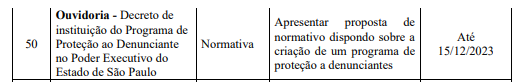 50
Ouvidoria - Decreto de
instituição do Programa de
Proteção ao Denunciante
no Poder Executivo do
Estado de São Paulo
Normativa
Apresentar proposta de
normativo dispondo sobre a
criação de um programa de
proteção a denunciantes
Até
15/12/2023